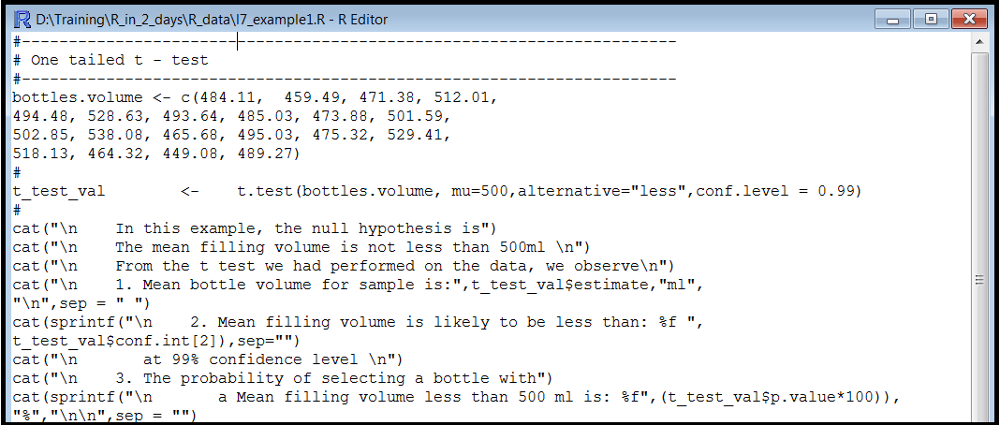 D:\Training\R_in_2_days\R_data\l7_example1.R - R Editor
#----------------------------------------------------------------------
# One tailed t - test
#----------------------------------------------------------------------
bottles.volume <- c(484.11,  459.49, 471.38, 512.01,
494.48, 528.63, 493.64, 485.03, 473.88, 501.59,
502.85, 538.08, 465.68, 495.03, 475.32, 529.41,
518.13, 464.32, 449.08, 489.27)
#
t_test_val        <-    t.test(bottles.volume, mu=500,alternative="less",conf.level = 0.99)
#
cat("\n    In this example, the null hypothesis is")
cat("\n    The mean filling volume is not less than 500ml \n")
cat("\n    From the t test we had performed on the data, we observe\n")
cat("\n    1. Mean bottle volume for sample is:",t_test_val$estimate,"ml",
"\n",sep = " ")
cat(sprintf("\n    2. Mean filling volume is likely to be less than: %f ",
t_test_val$conf.int[2]),sep="")
cat("\n       at 99% confidence level \n")
cat("\n    3. The probability of selecting a bottle with")
cat(sprintf("\n       a Mean filling volume less than 500 ml is: %f",(t_test_val$p.value*100)),
"%","\n\n",sep = "")